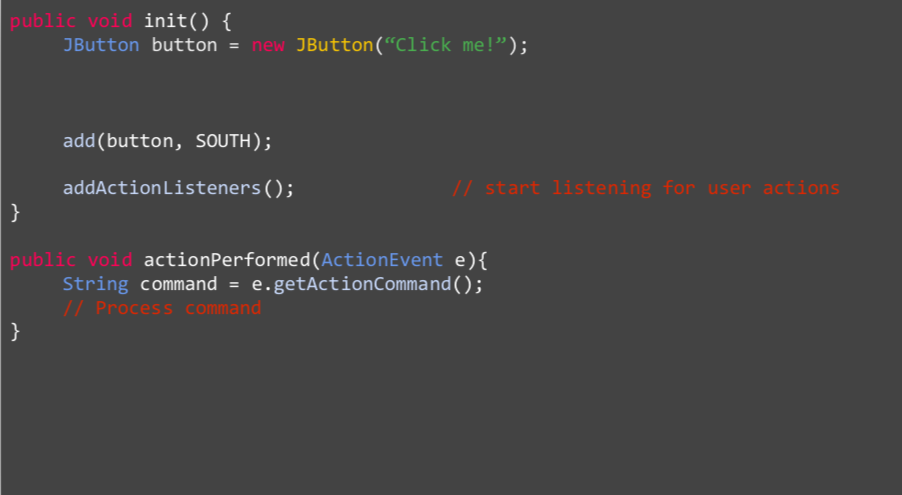 public void init() {
JButton button = new JButton(“Click me!”);
add(button, SOUTH);
addActionListeners(); // start listening for user actions
}
public void actionPerformed(ActionEvent e){
String command = e.getActionCommand();
// Process command
}